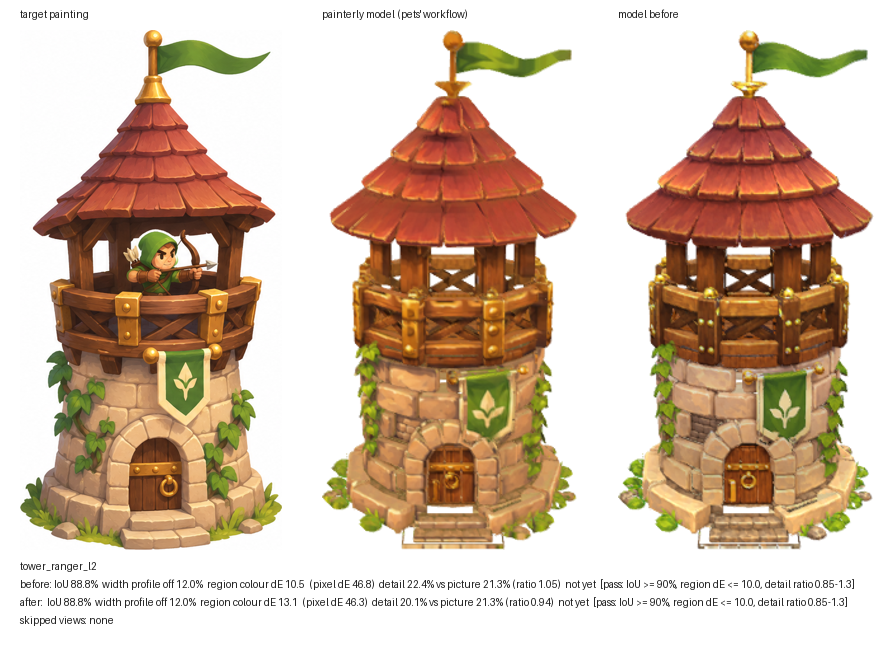 target painting
painterly model (pets' workflow)
model before
tower_ranger_l2
before: IoU 88.8% width profile off 12.0% region colour dE 10.5 (pixel dE 46.8) detail 22.4% vs picture 21.3% (ratio 1.05) not yet [pass: IoU >= 90%, region dE <= 10.0, detail ratio 0.85-1.3]
after: IoU 88.8% width profile off 12.0% region colour dE 13.1 (pixel dE 46.3) detail 20.1% vs picture 21.3% (ratio 0.94) not yet [pass: IoU >= 90%, region dE <= 10.0, detail ratio 0.85-1.3]
skipped views: none